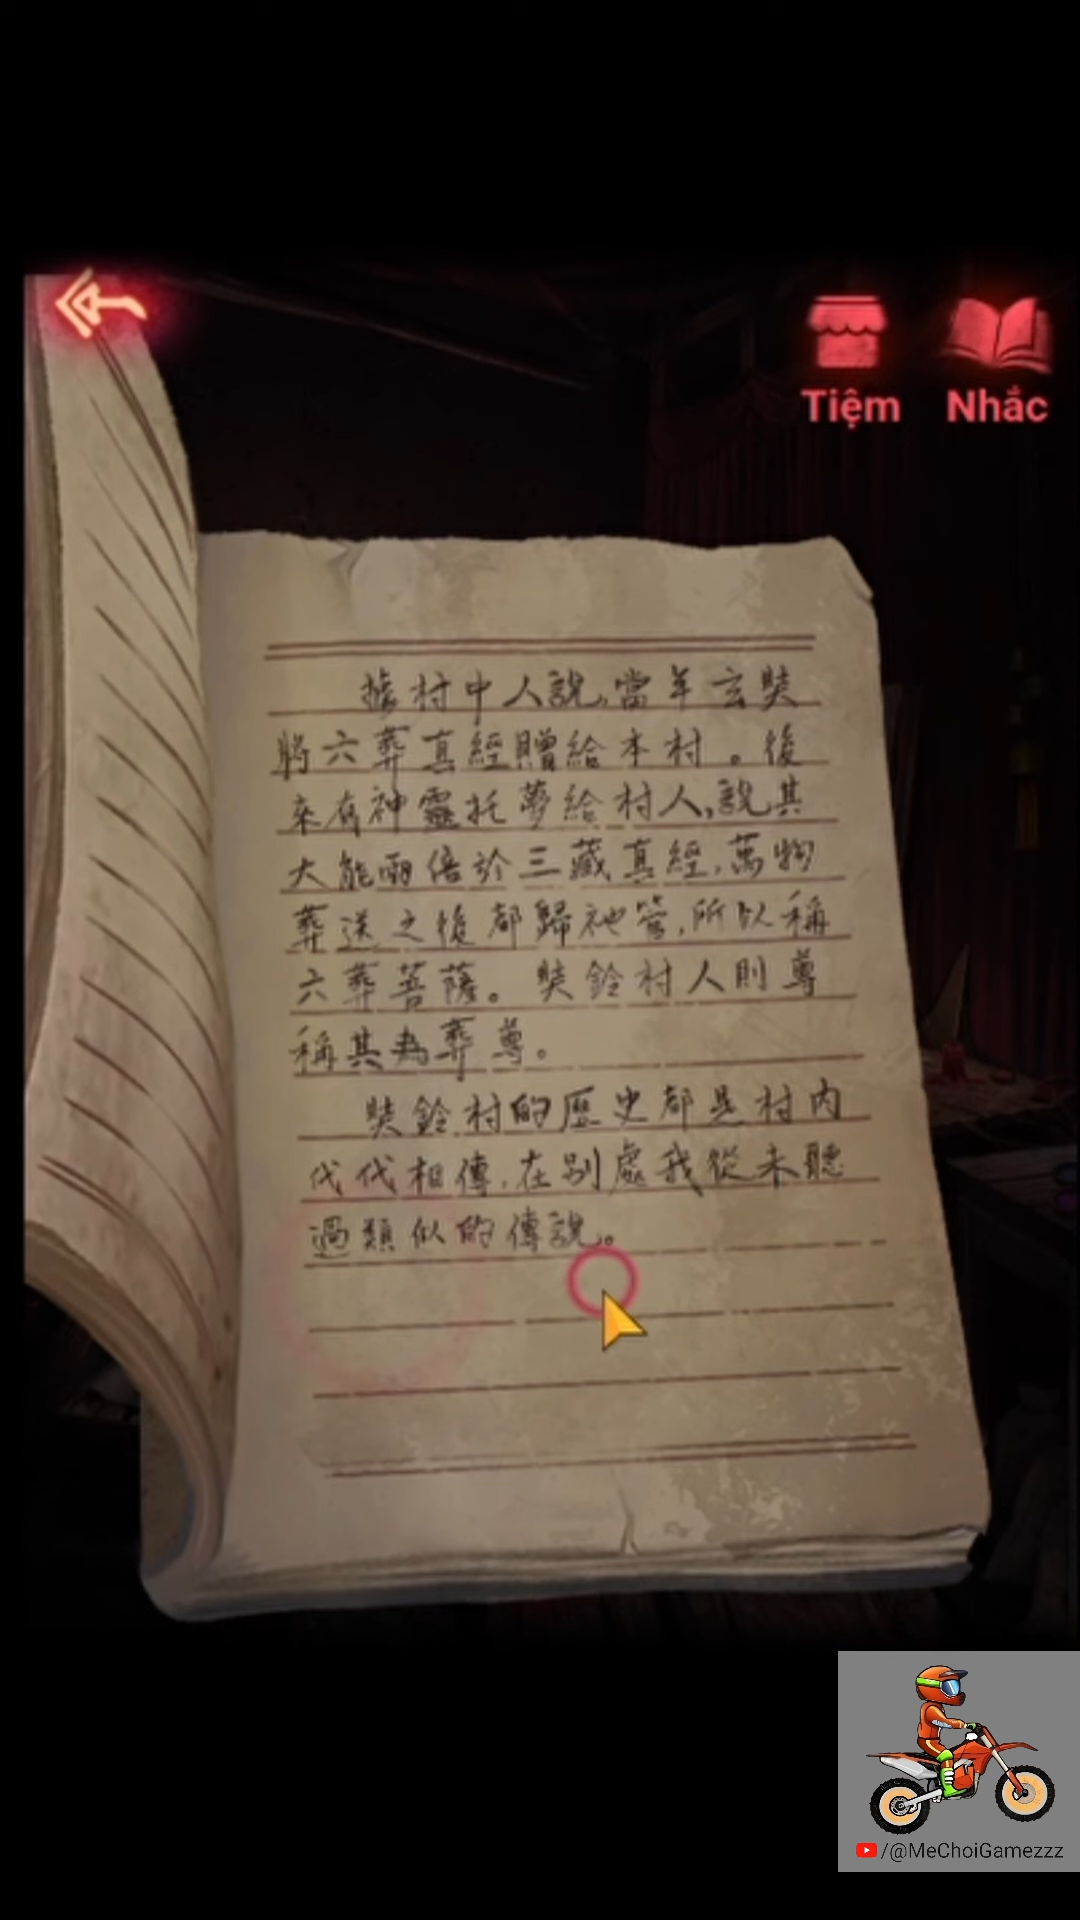 Tiệm Nhắc
據村中人說,當年玄奘
將六葬真經贈給本村。後
來有神靈托夢給村人,說其
大能兩倍於三藏真經,萬物
葬送之後都歸祂管,所以稱
六葬菩薩。奘鈴村人則尊
稱其為葬尊。
奘鈴村的歷史都是村內
代代相傳,在別處我從未聽
過類似的傳說。
/@MeChoiGamezzz